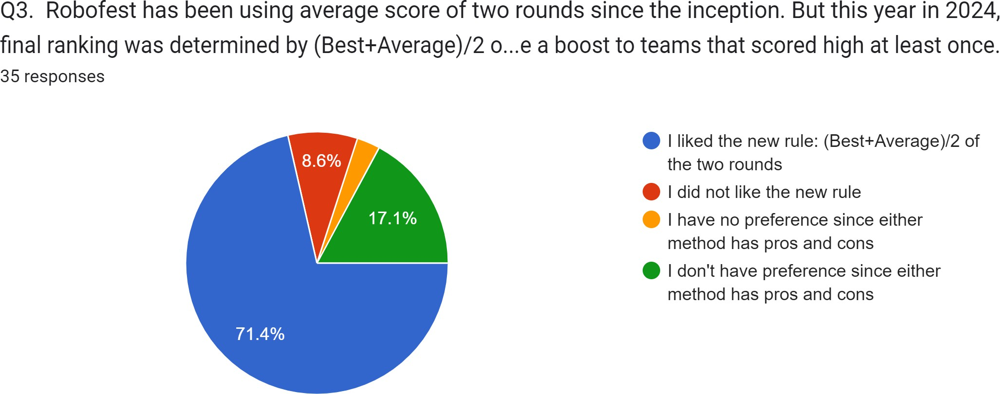 Q3.  Robofest has been using average score of two rounds since the inception. But this year in 2024,
final ranking was determined by (Best+Average)/2 o...e a boost to teams that scored high at least once.
35 responses
8.6%
17.1%
71.4%
I liked the new rule: (Best+Average)/2 of
the two rounds
I did not like the new rule
I have no preference since either
method has pros and cons
I don't have preference since either
method has pros and cons